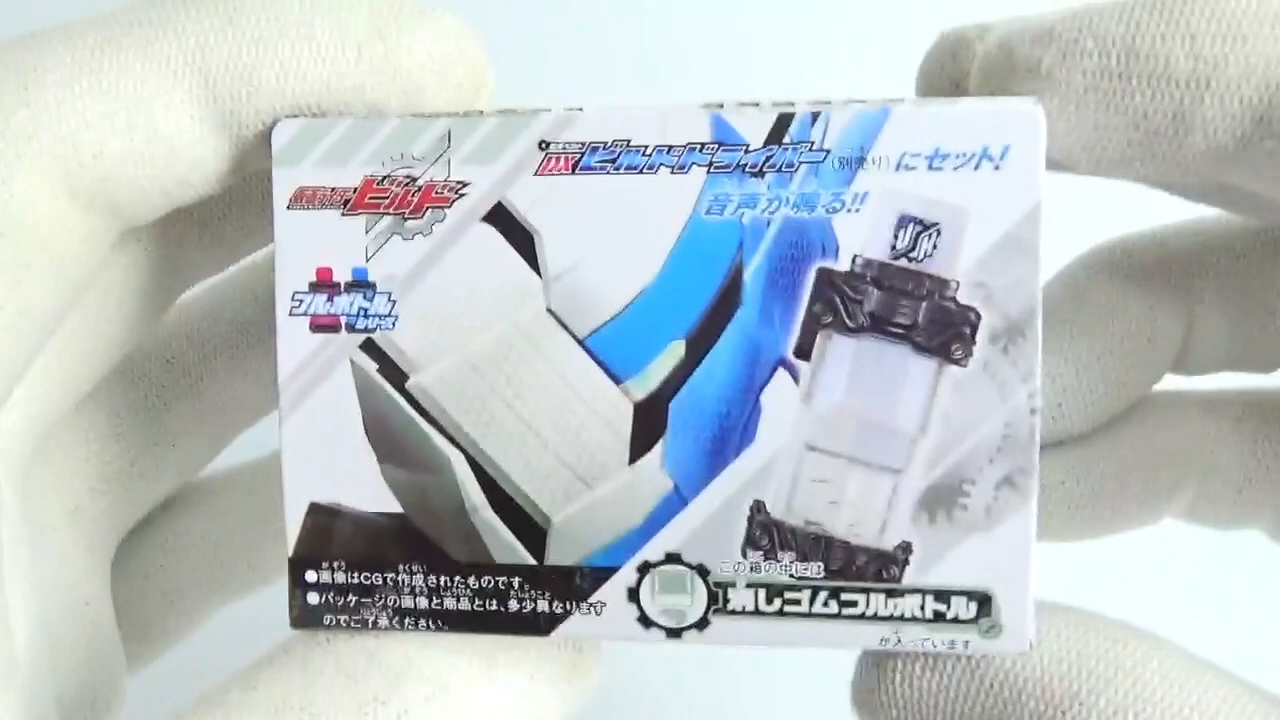 仮面ライダー
ビルド
フルボトル
シリーズ
DXビルドドライバー(別売り)にセット!
音声が鳴る!!
●画像はCGで作成されたものです。
●パッケージの画像と商品とは、多少異なります
のでご了承ください。
この箱の中には
消しゴムフルボトル
が入っています